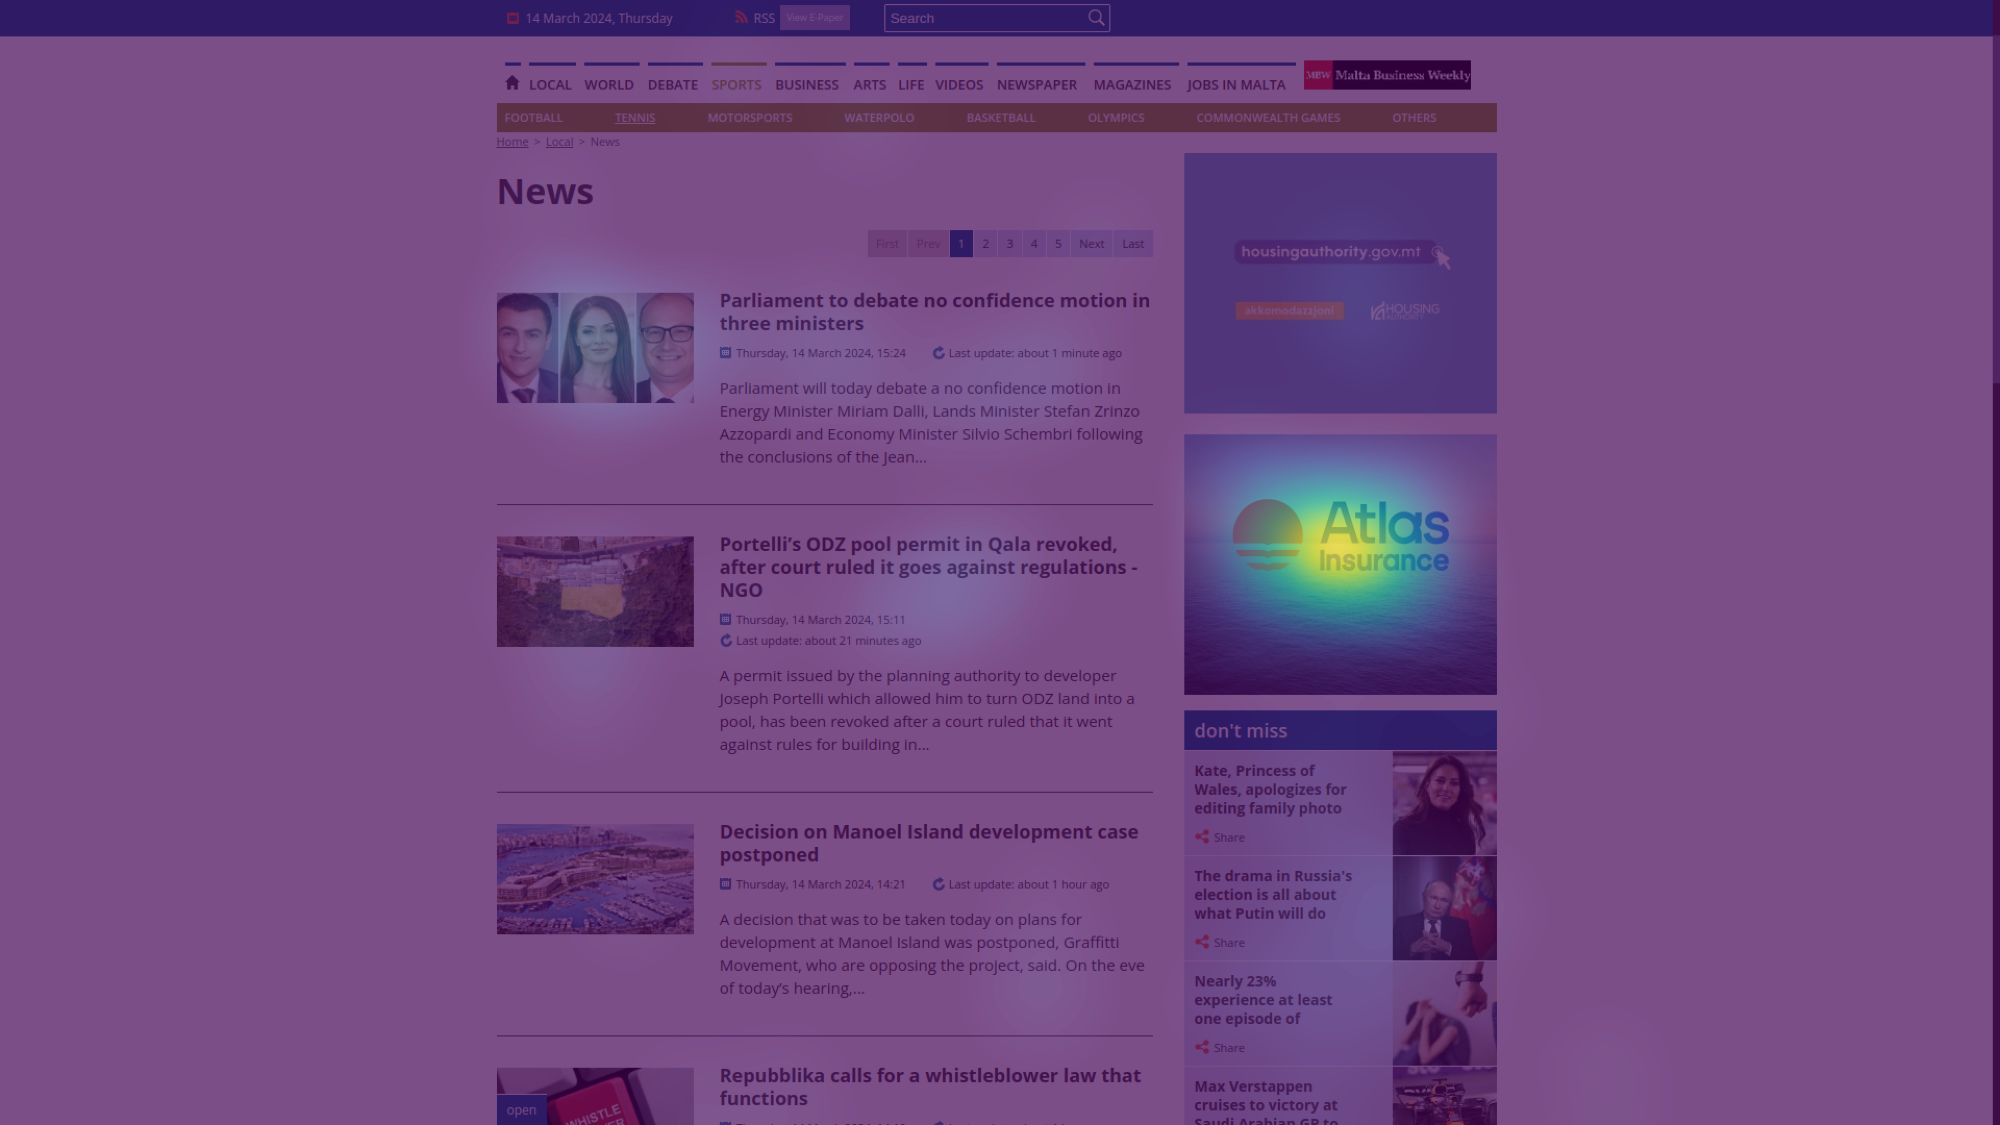 14 March 2024, Thursday
RSS
View E-Paper
Search
LOCAL WORLD DEBATE SPORTS BUSINESS ARTS LIFE VIDEOS NEWSPAPER MAGAZINES JOBS IN MALTA
MBW Malta Business Weekly
FOOTBALL TENNIS MOTORSPORTS WATERPOLO BASKETBALL OLYMPICS COMMONWEALTH GAMES OTHERS
Home > Local > News
News
First Prev 1 2 3 4 5 Next Last
Parliament to debate no confidence motion in
three ministers
Thursday, 14 March 2024, 15:24 Last update: about 1 minute ago
Parliament will today debate a no confidence motion in
Energy Minister Miriam Dalli, Lands Minister Stefan Zrinzo
Azzopardi and Economy Minister Silvio Schembri following
the conclusions of the Jean...
Portelli’s ODZ pool permit in Qala revoked,
after court ruled it goes against regulations -
NGO
Thursday, 14 March 2024, 15:11
Last update: about 21 minutes ago
A permit issued by the planning authority to developer
Joseph Portelli which allowed him to turn ODZ land into a
pool, has been revoked after a court ruled that it went
against rules for building in...
Decision on Manoel Island development case
postponed
Thursday, 14 March 2024, 14:21 Last update: about 1 hour ago
A decision that was to be taken today on plans for
development at Manoel Island was postponed, Graffitti
Movement, who are opposing the project, said. On the eve
of today’s hearing,...
Repubblika calls for a whistleblower law that
functions
open
WHISTLE
housingauthority.gov.mt
akkomodazzjoni
HOUSING
AUTHORITY
Atlas
Insurance
don't miss
Kate, Princess of
Wales, apologizes for
editing family photo
Share
The drama in Russia's
election is all about
what Putin will do
Share
Nearly 23%
experience at least
one episode of
Share
Max Verstappen
cruises to victory at
Saudi Arabian GP to